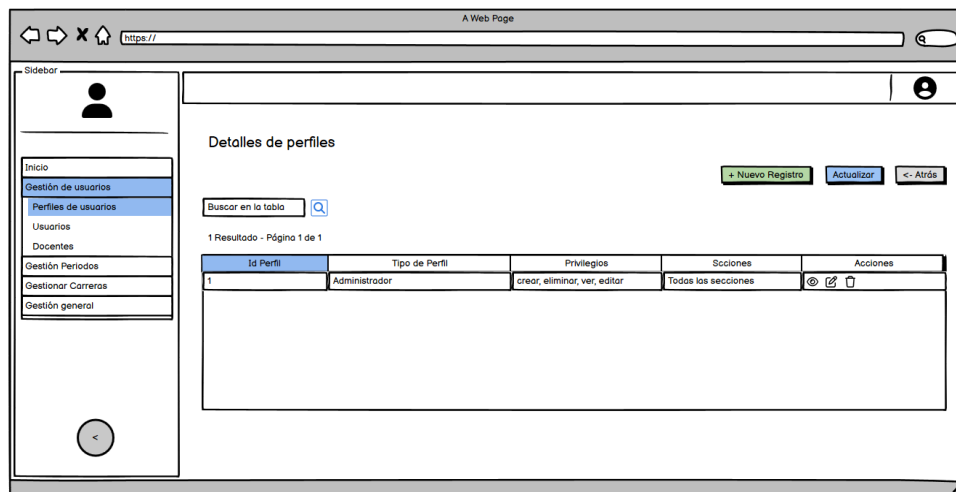 A Web Page
https://
Sidebar
Inicio
Gestión de usuarios
Perfiles de usuarios
Usuarios
Docentes
Gestión Periodos
Gestionar Carreras
Gestión general
<
Detalles de perfiles
+ Nuevo Registro Actualizar <- Atrás
Buscar en la tabla
1 Resultado - Página 1 de 1
Id Perfil Tipo de Perfil Privilegios Scciones Acciones
1 Administrador crear, eliminar, ver, editar Todas las secciones